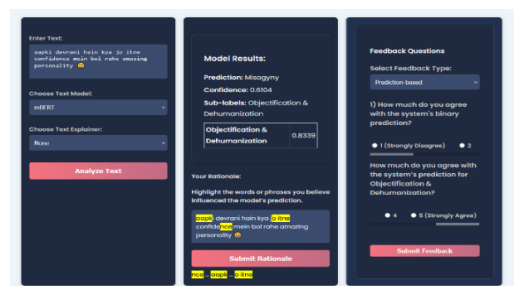 Enter Text:
aapki devrani hain kya jo itne
confidence mein bol rahe amazing
personality 😄
Choose Text Model:
mBERT
Choose Text Explainer:
None
Analyze Text
Model Results:
Prediction: Misogyny
Confidence: 0.6104
Sub-labels: Objectification &
Dehumanization
Objectification &
Dehumanization
0.8339
Your Rationale:
Highlight the words or phrases you believe
influenced the model's prediction.
aapki devrani hain kya jo itne
confidence mein bol rahe amazing
personality 😄
Submit Rationale
Feedback Questions
Select Feedback Type:
Prediction-based
1) How much do you agree
with the system's binary
prediction?
1 (Strongly Disagree) 2
How much do you agree with
the system's prediction for
Objectification &
Dehumanization?
4 5 (Strongly Agree)
Submit Feedback